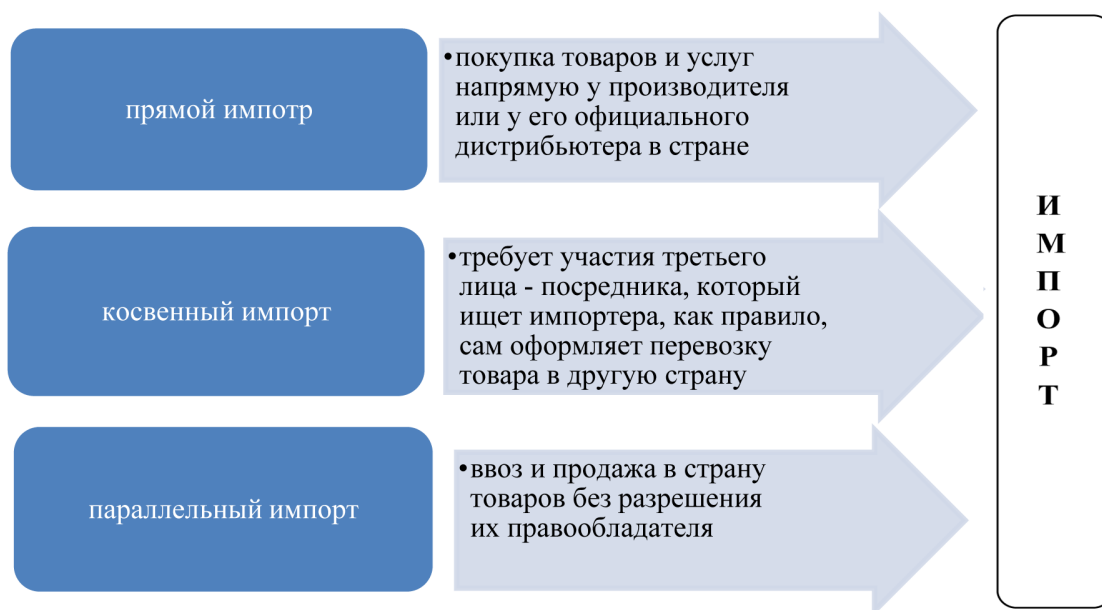 прямой импотр
•покупка товаров и услуг
напрямую у производителя
или у его официального
дистрибьютера в стране
косвенный импорт
•требует участия третьего
лица - посредника, который
ищет импортера, как правило,
сам оформляет перевозку
товара в другую страну
параллельный импорт
•ввоз и продажа в страну
товаров без разрешения
их правообладателя
И
М
П
О
Р
Т